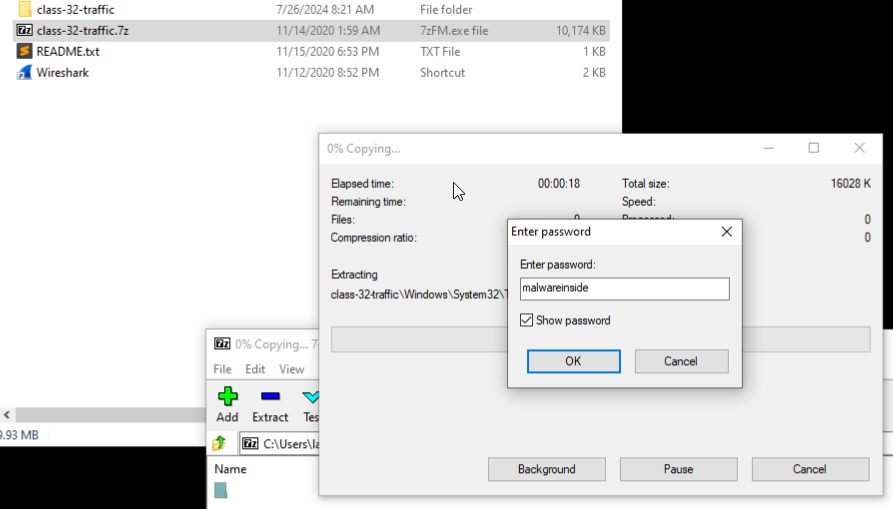 class-32-traffic 7/26/2024 8:21 AM File folder
class-32-traffic.7z 11/14/2020 1:59 AM 7zFM.exe file 10,174 KB
README.txt 11/15/2020 6:53 PM TXT File 1 KB
Wireshark 11/12/2020 8:52 PM Shortcut 2 KB
0% Copying...
Elapsed time: 00:00:18 Total size: 16028 K
Remaining time: Speed:
Files: 0 0
Compression ratio: 0
Enter password
Enter password:
malwareinside
Show password
OK Cancel
Extracting
class-32-traffic\Windows\System32\T
Background Pause Cancel
7z 0% Copying... 7-
File Edit View
Add Extract Tes
7z C:\Users\la
Name
9.93 MB